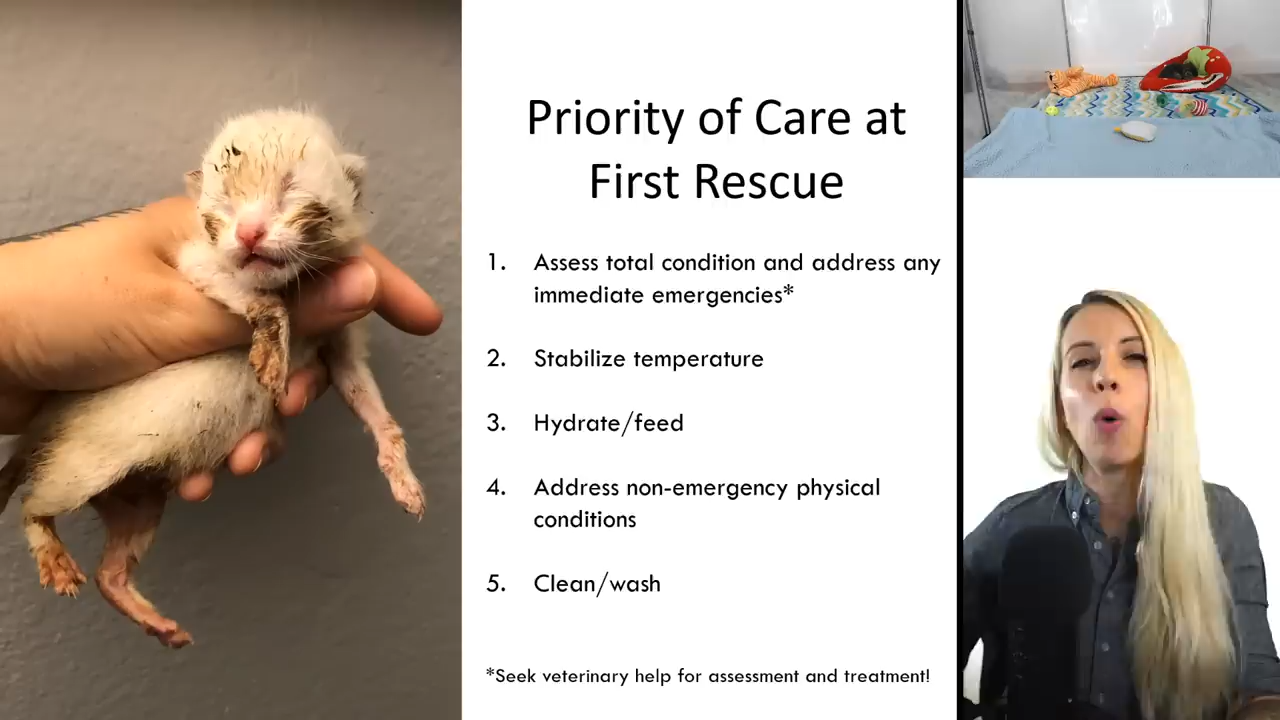 Priority of Care at
First Rescue
1. Assess total condition and address any
immediate emergencies*
2. Stabilize temperature
3. Hydrate/feed
4. Address non-emergency physical
conditions
5. Clean/wash
*Seek veterinary help for assessment and treatment!